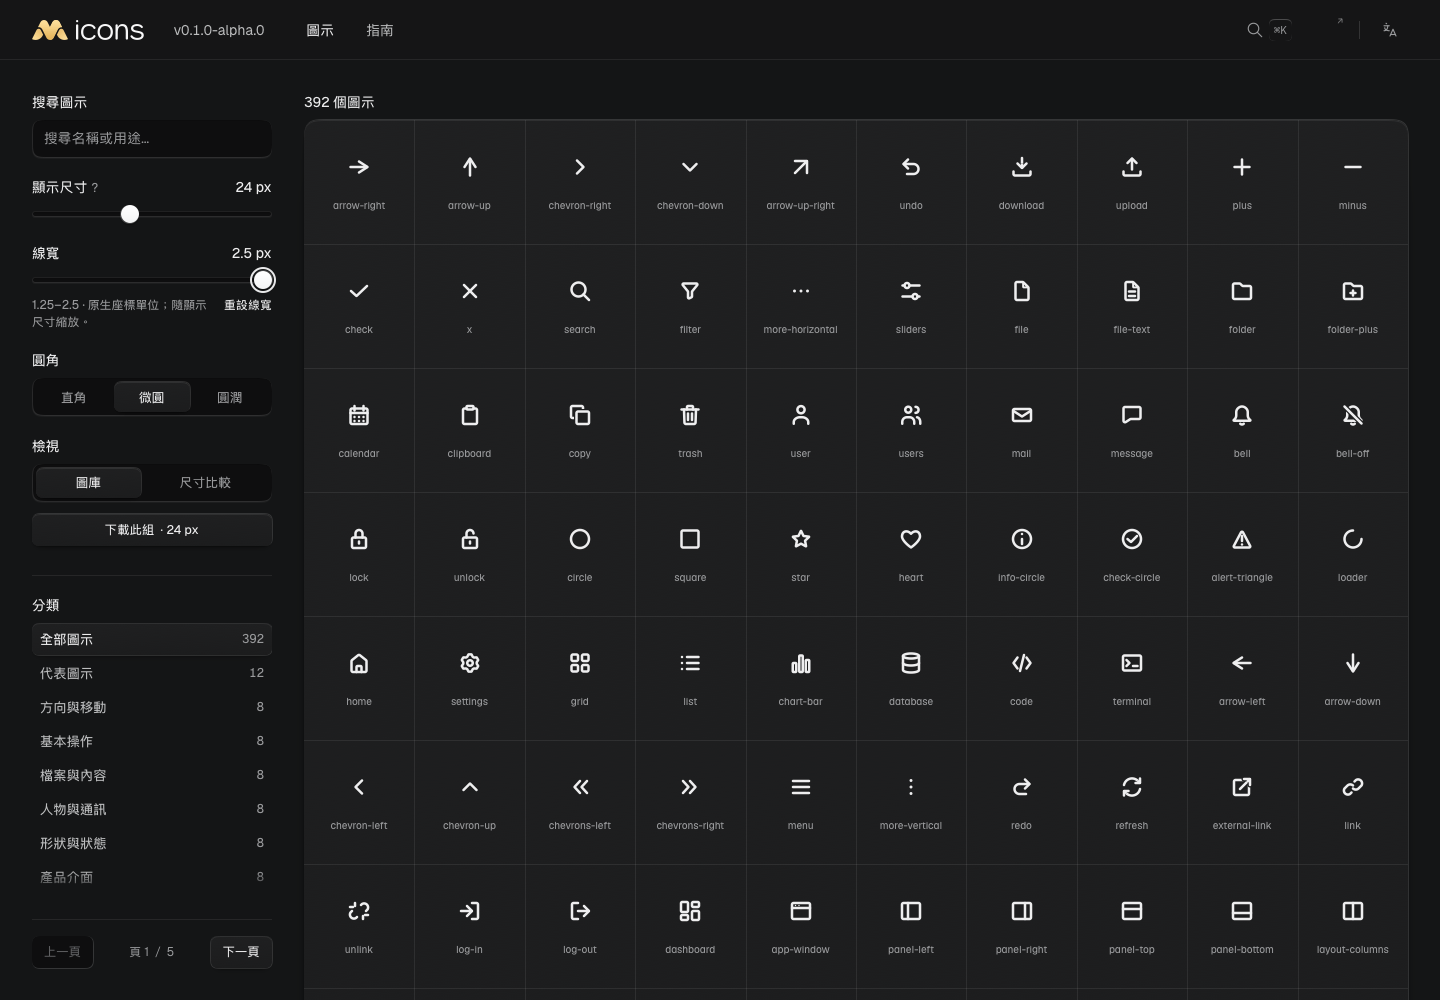 icons
v0.1.0-alpha.0
圖示
指南
⌘K
搜尋圖示
搜尋名稱或用途...
顯示尺寸 ?
24 px
線寬
2.5 px
1.25–2.5 · 原生座標單位；隨顯示
尺寸縮放。
重設線寬
圓角
直角
微圓
圓潤
檢視
圖庫
尺寸比較
下載此組 · 24 px
分類
全部圖示 392
代表圖示 12
方向與移動 8
基本操作 8
檔案與內容 8
人物與通訊 8
形狀與狀態 8
產品介面 8
上一頁
頁 1 / 5
下一頁
392 個圖示
arrow-right arrow-up chevron-right chevron-down arrow-up-right undo download upload plus minus
check x search filter more-horizontal sliders file file-text folder folder-plus
calendar clipboard copy trash user users mail message bell bell-off
lock unlock circle square star heart info-circle check-circle alert-triangle loader
home settings grid list chart-bar database code terminal arrow-left arrow-down
chevron-left chevron-up chevrons-left chevrons-right menu more-vertical redo refresh external-link link
unlink log-in log-out dashboard app-window panel-left panel-right panel-top panel-bottom layout-columns